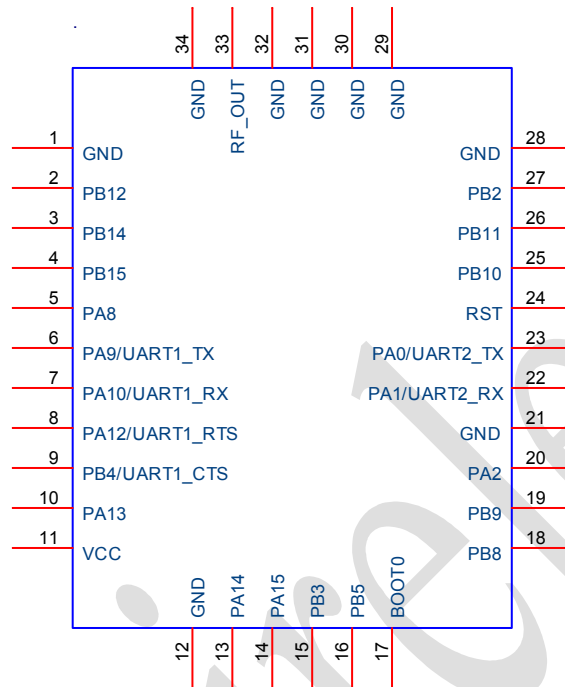 34 33 32 31 30 29
GND RF_OUT GND GND GND GND
1 GND GND 28
2 PB12 PB2 27
3 PB14 PB11 26
4 PB15 PB10 25
5 PA8 RST 24
6 PA9/UART1_TX PA0/UART2_TX 23
7 PA10/UART1_RX PA1/UART2_RX 22
8 PA12/UART1_RTS GND 21
9 PB4/UART1_CTS PA2 20
10 PA13 PB9 19
11 VCC PB8 18
GND PA14 PA15 PB3 PB5 BOOT0
12 13 14 15 16 17